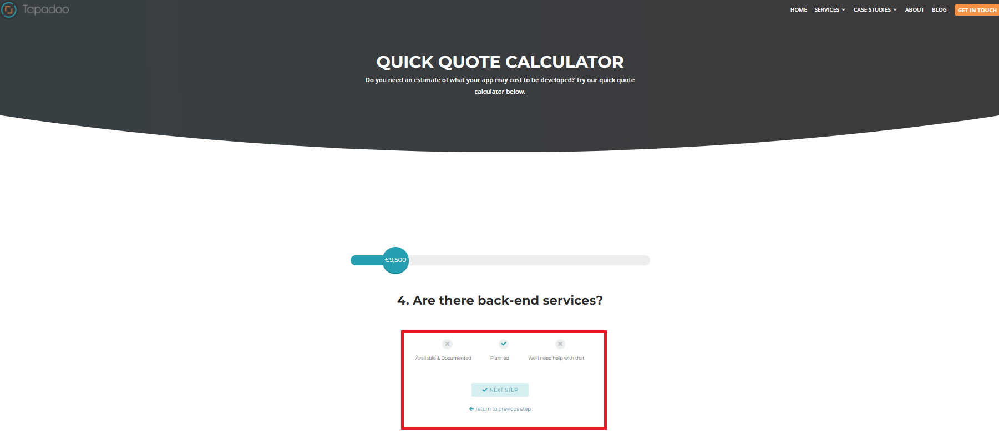 Tapadoo
HOME SERVICES CASE STUDIES ABOUT BLOG GET IN TOUCH
QUICK QUOTE CALCULATOR
Do you need an estimate of what your app may cost to be developed? Try our quick quote
calculator below.
€9,500
4. Are there back-end services?
Available & Documented Planned We'll need help with that
NEXT STEP
return to previous step